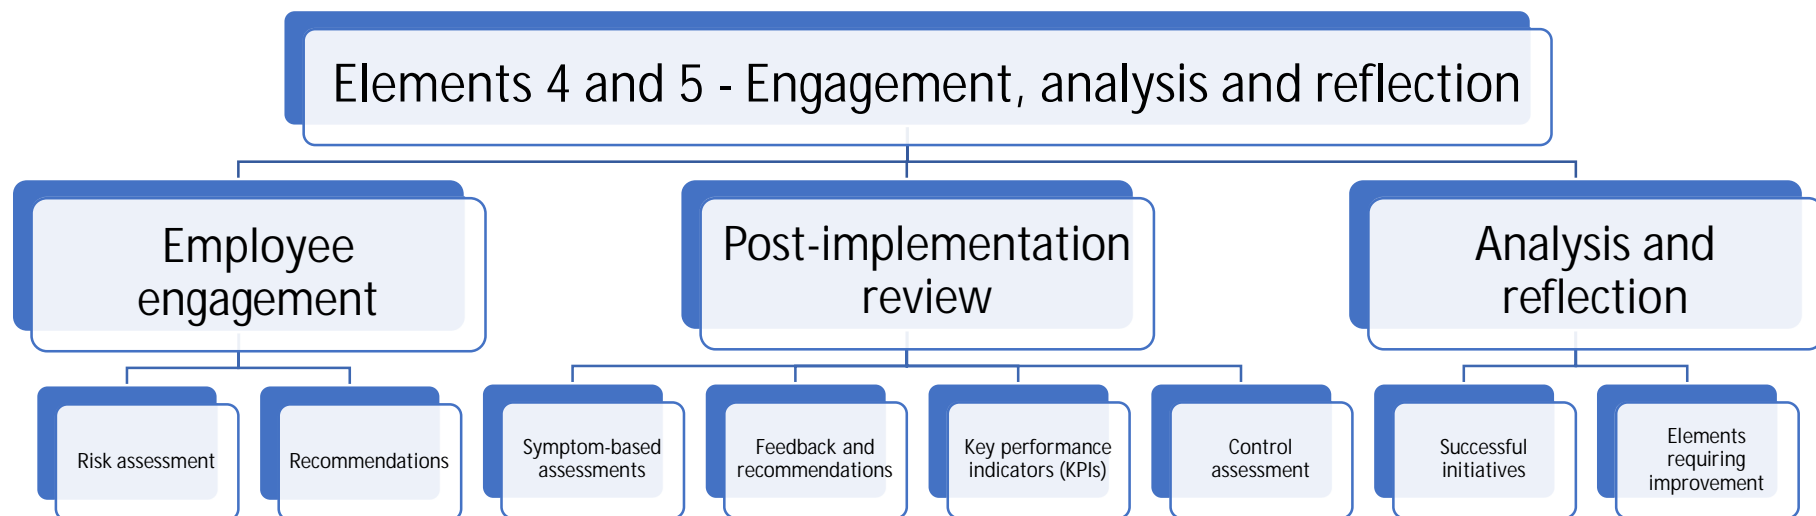 Elements 4 and 5 - Engagement, analysis and reflection
Employee
engagement
Post-implementation
review
Analysis and
reflection
Risk assessment
Recommendations
Symptom-based
assessments
Feedback and
recommendations
Key performance
indicators (KPIs)
Control
assessment
Successful
initiatives
Elements
requiring
improvement